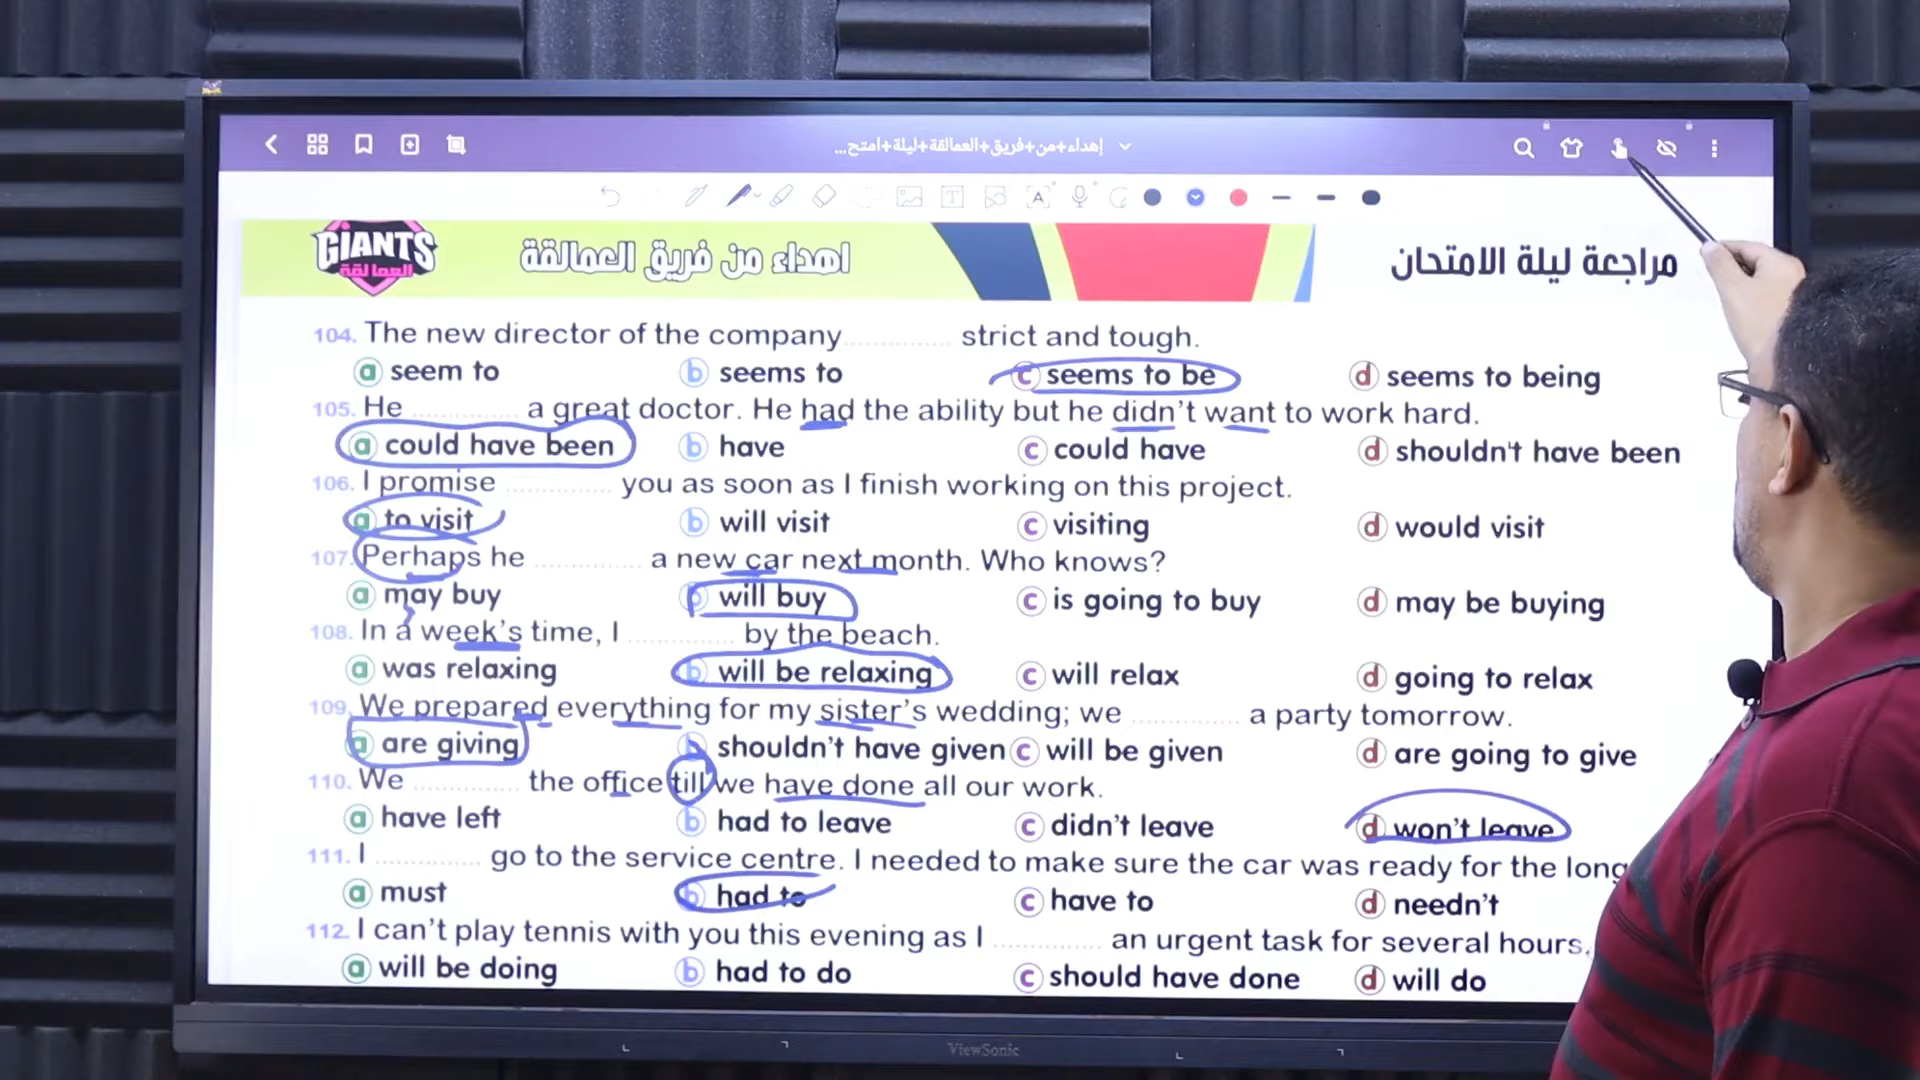 إهداء+من+فريق+العمالقة+ليلة+امتح...
GIANTS
العمالقة
اهداء من فريق العمالقة
مراجعة ليلة الامتحان
104. The new director of the company ............ strict and tough.
a seem to b seems to c seems to be d seems to being
105. He ............ a great doctor. He had the ability but he didn't want to work hard.
a could have been b have c could have d shouldn't have been
106. I promise ............ you as soon as I finish working on this project.
a to visit b will visit c visiting d would visit
107. Perhaps he ............ a new car next month. Who knows?
a may buy b will buy c is going to buy d may be buying
108. In a week's time, I ............ by the beach.
a was relaxing b will be relaxing c will relax d going to relax
109. We prepared everything for my sister's wedding; we ............ a party tomorrow.
a are giving b shouldn't have given c will be given d are going to give
110. We ............ the office till we have done all our work.
a have left b had to leave c didn't leave d won't leave
111. I ............ go to the service centre. I needed to make sure the car was ready for the long
a must b had to c have to d needn't
112. I can't play tennis with you this evening as I ............ an urgent task for several hours.
a will be doing b had to do c should have done d will do
ViewSonic